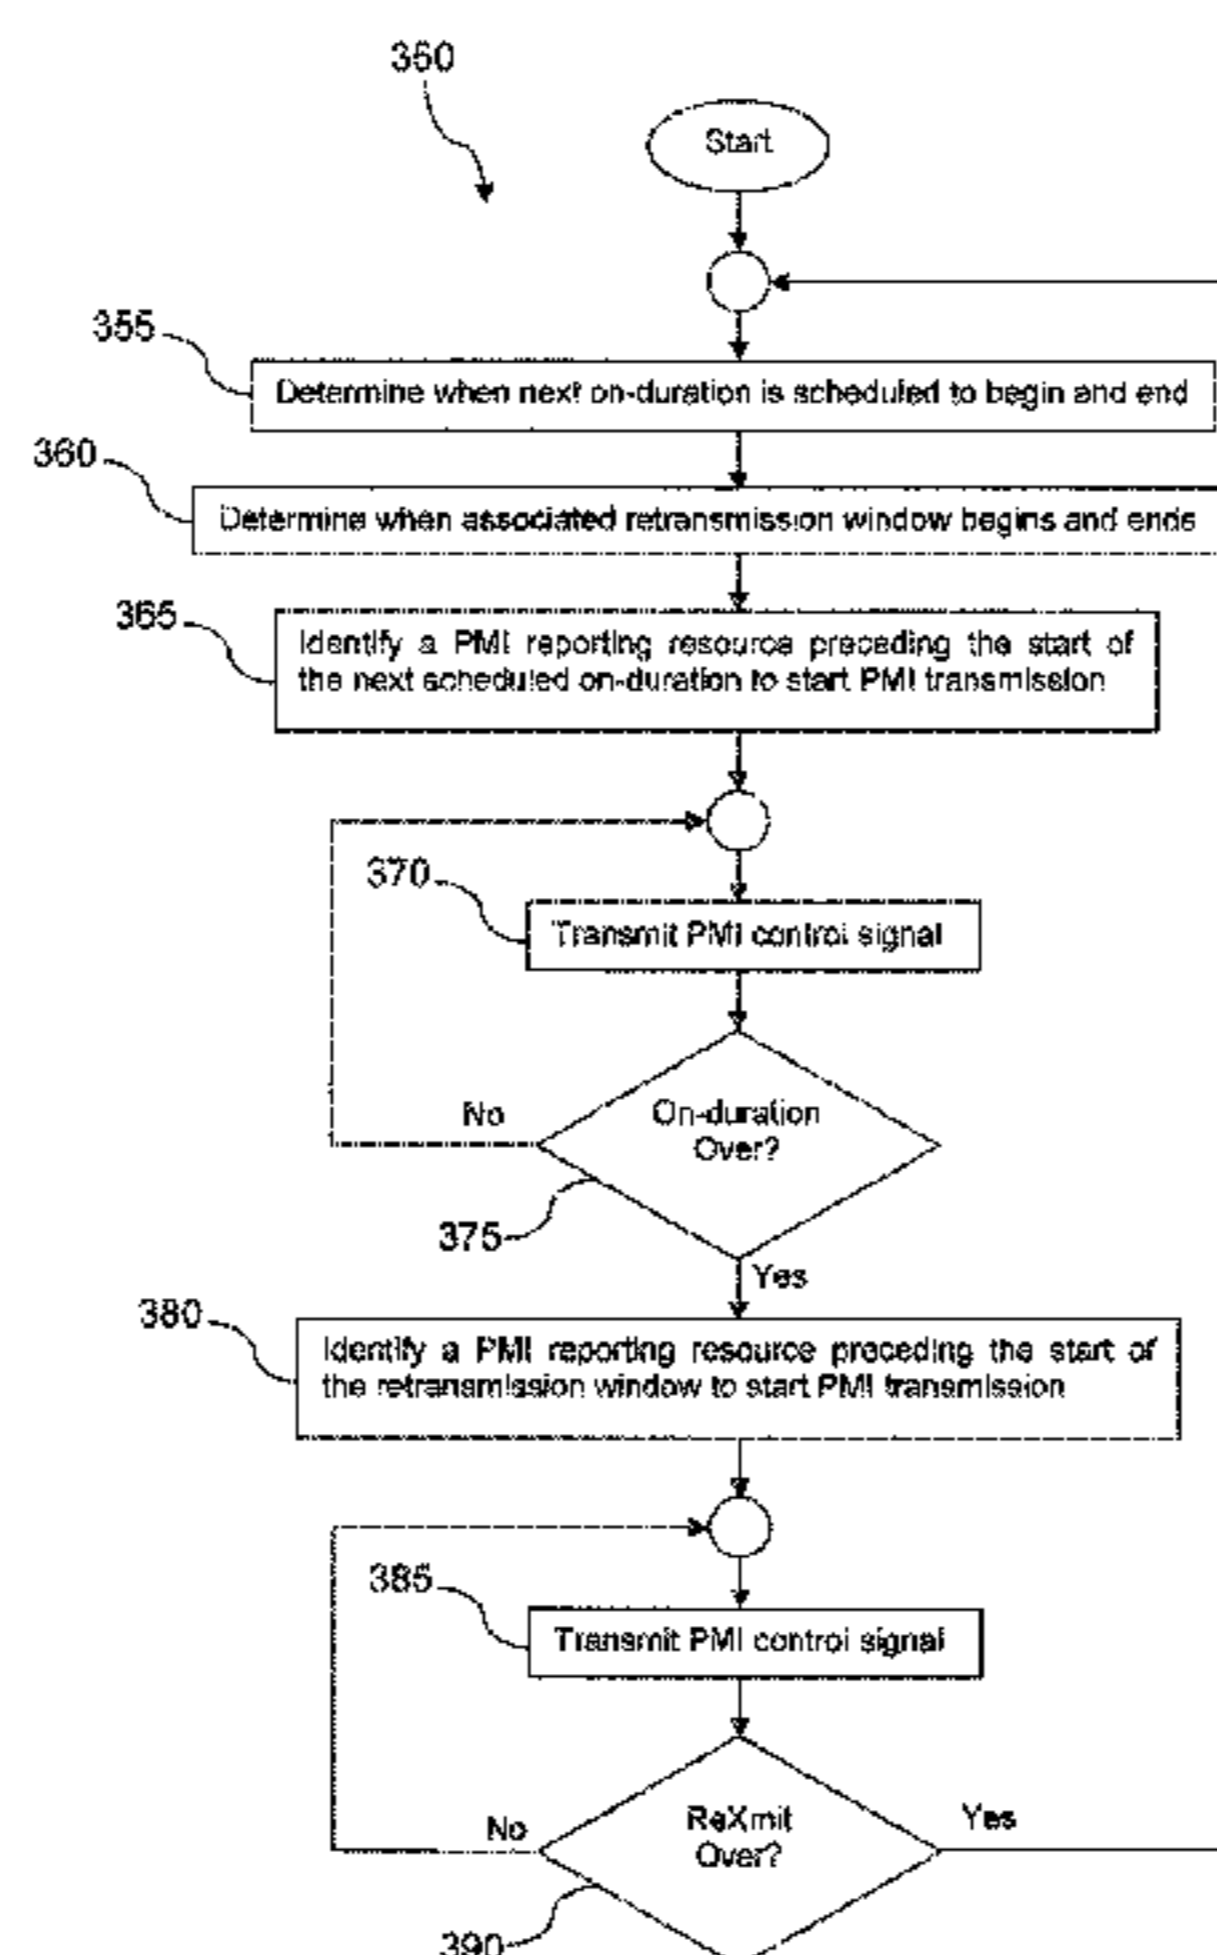 350
Start
355
Determine when next on-duration is scheduled to begin and end
360
Determine when associated retransmission window begins and ends
365
Identify a PMI reporting resource preceding the start of
the next scheduled on-duration to start PMI transmission
370
Transmit PMI control signal
No
On-duration
Over?
375
Yes
380
Identify a PMI reporting resource preceding the start of
the retransmission window to start PMI transmission
385
Transmit PMI control signal
No
ReXmit
Over?
Yes
390